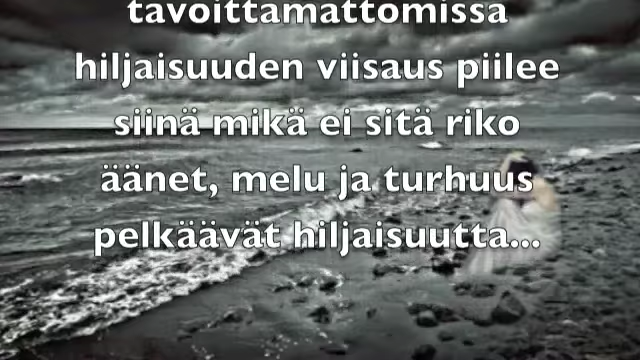 tavoittamattomissa
hiljaisuuden viisaus piilee
siinä mikä ei sitä riko
äänet, melu ja turhuus
pelkäävät hiljaisuutta...